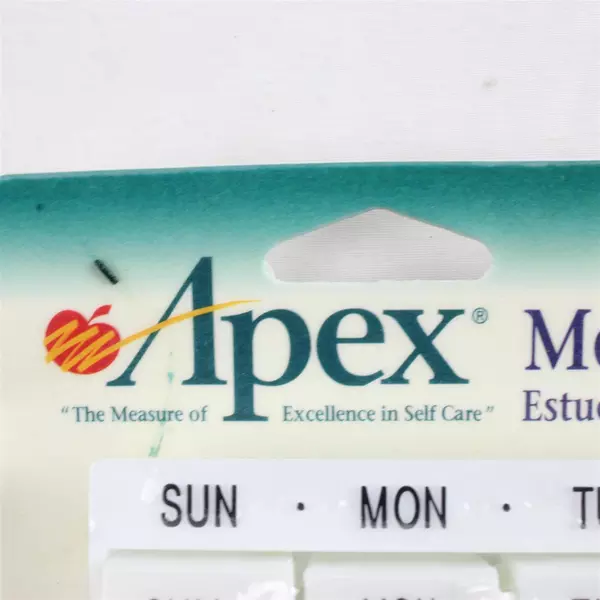 Apex®
"The Measure of Excellence in Self Care"
SUN · MON ·